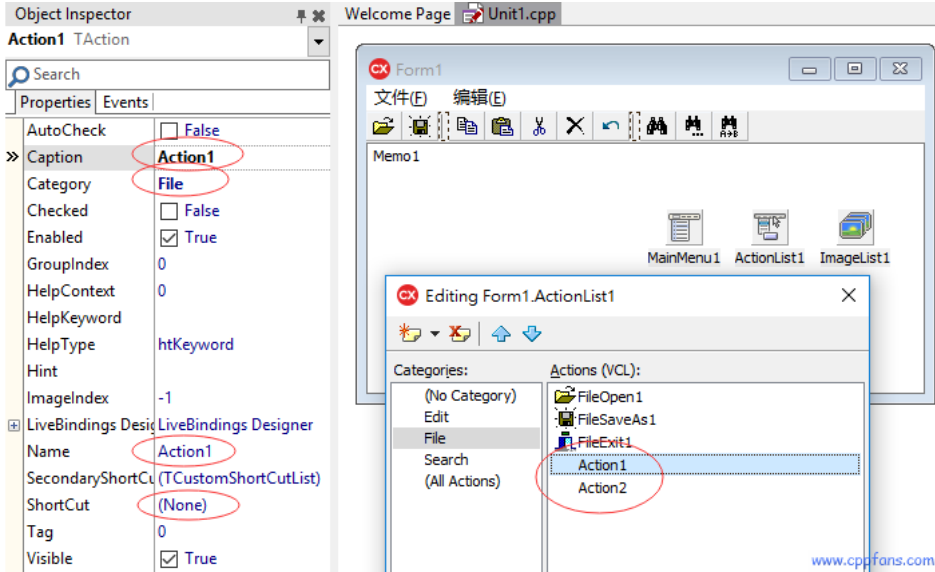 Object Inspector
Action1 TAction
Search
Properties Events
AutoCheck False
Caption Action1
Category File
Checked False
Enabled True
GroupIndex 0
HelpContext 0
HelpKeyword
HelpType htKeyword
Hint
ImageIndex -1
LiveBindings Desig LiveBindings Designer
Name Action1
SecondaryShortCu (TCustomShortCutList)
ShortCut (None)
Tag 0
Visible True
Welcome Page Unit1.cpp
CX Form1
文件(F) 编辑(E)
A→B
Memo1
MainMenu1 ActionList1 ImageList1
CX Editing Form1.ActionList1
Categories:
(No Category)
Edit
File
Search
(All Actions)
Actions (VCL):
FileOpen1
FileSaveAs1
FileExit1
Action1
Action2
www.cppfans.com